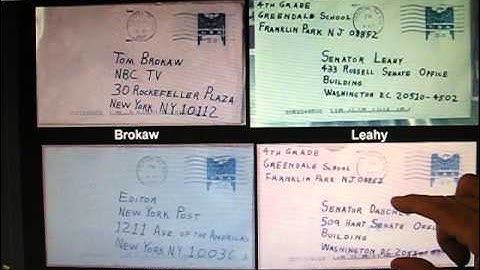 TOM BROKAW
NBC TV
30 ROCKEFELLER PLAZA
NEW YORK NY 10112
Brokaw
4TH GRADE
GREENDALE SCHOOL
FRANKLIN PARK NJ 08852
SENATOR LEAHY
433 RUSSELL SENATE OFFICE
BUILDING
WASHINGTON D.C. 20510-4502
Leahy
EDITOR
NEW YORK POST
1211 AVE. OF THE AMERICAS
NEW YORK NY 10036
4TH GRADE
GREENDALE SCHOOL
FRANKLIN PARK NJ 08852
SENATOR DASCHLE
509 HART SENATE
BUILDING
WASHINGTON D.C.